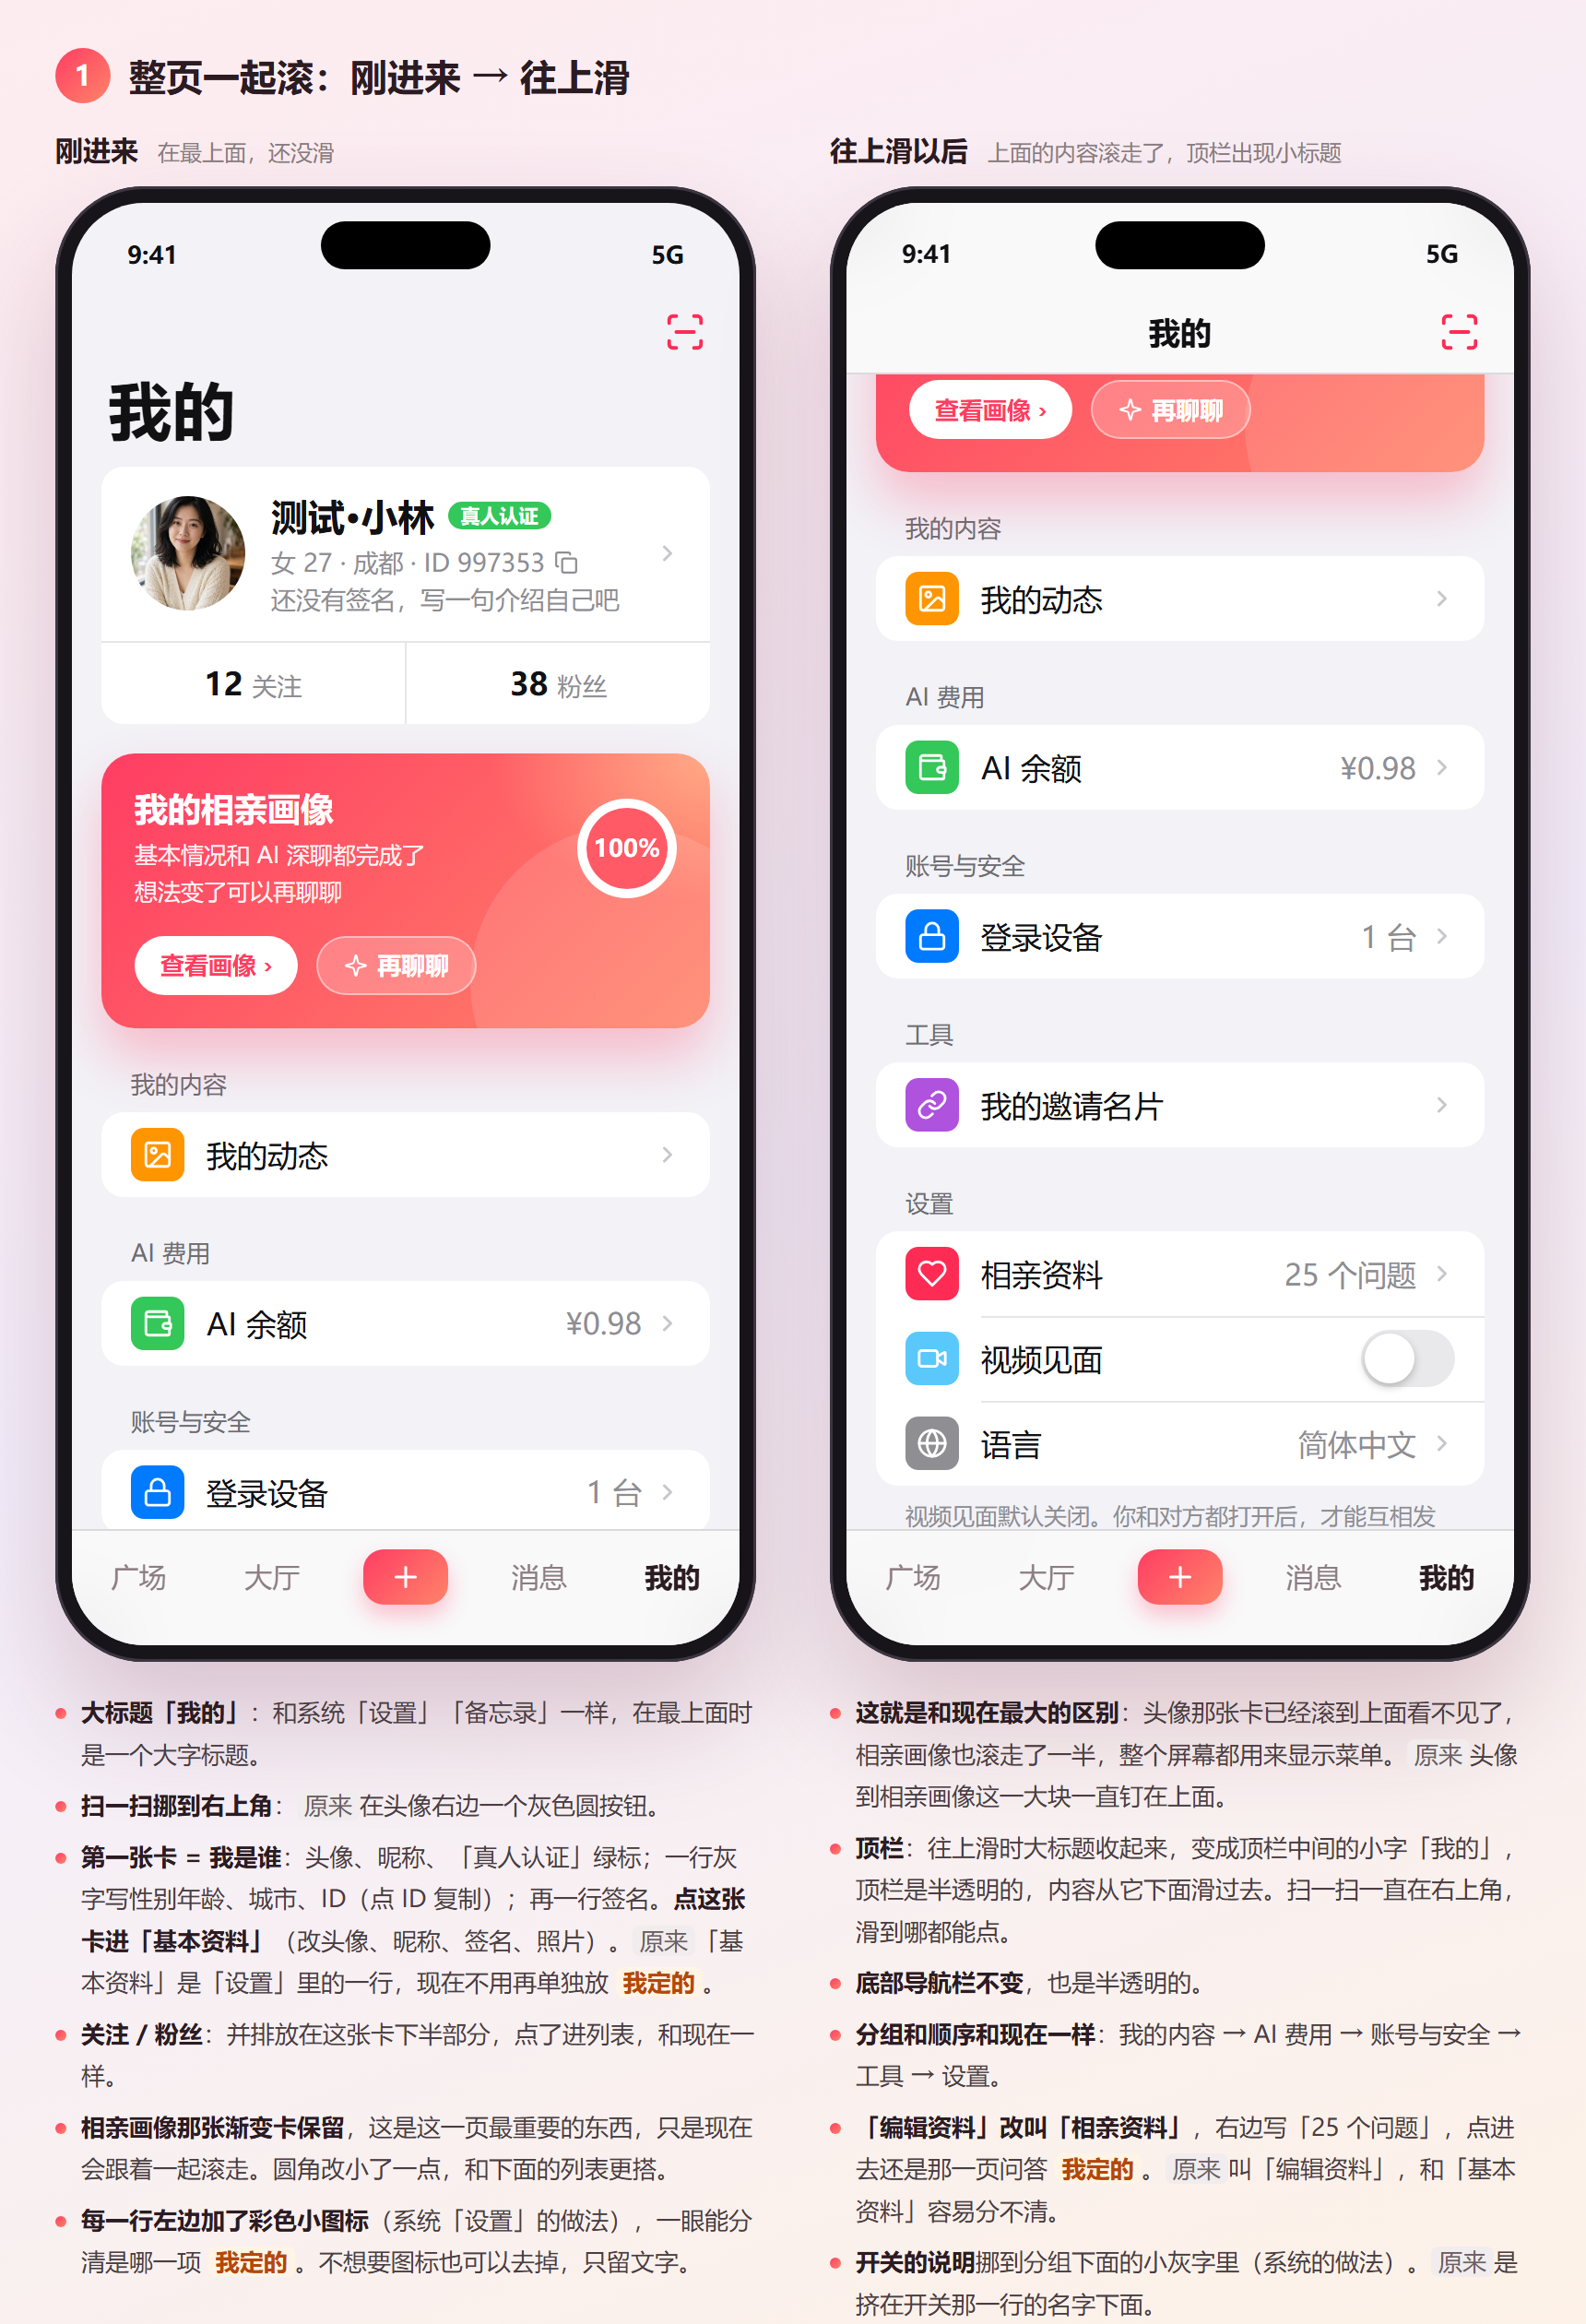 1 整页一起滚：刚进来 → 往上滑
刚进来 在最上面，还没滑
9:41 5G
我的
测试•小林 真人认证
女 27 · 成都 · ID 997353
还没有签名，写一句介绍自己吧
12 关注 38 粉丝
我的相亲画像
基本情况和 AI 深聊都完成了
想法变了可以再聊聊
100%
查看画像 › 再聊聊
我的内容
我的动态
AI 费用
AI 余额 ¥0.98
账号与安全
登录设备 1 台
广场 大厅 + 消息 我的
大标题「我的」：和系统「设置」「备忘录」一样，在最上面时
是一个大字标题。
扫一扫挪到右上角： 原来 在头像右边一个灰色圆按钮。
第一张卡 = 我是谁：头像、昵称、「真人认证」绿标；一行灰
字写性别年龄、城市、ID（点 ID 复制）；再一行签名。点这张
卡进「基本资料」（改头像、昵称、签名、照片）。 原来 「基
本资料」是「设置」里的一行，现在不用再单独放 我定的 。
关注 / 粉丝：并排放在这张卡下半部分，点了进列表，和现在一
样。
相亲画像那张渐变卡保留，这是这一页最重要的东西，只是现在
会跟着一起滚走。圆角改小了一点，和下面的列表更搭。
每一行左边加了彩色小图标（系统「设置」的做法），一眼能分
清是哪一项 我定的 。不想要图标也可以去掉，只留文字。
往上滑以后 上面的内容滚走了，顶栏出现小标题
9:41 5G
我的
查看画像 › 再聊聊
我的内容
我的动态
AI 费用
AI 余额 ¥0.98
账号与安全
登录设备 1 台
工具
我的邀请名片
设置
相亲资料 25 个问题
视频见面
语言 简体中文
视频见面默认关闭。你和对方都打开后，才能互相发
广场 大厅 + 消息 我的
这就是和现在最大的区别：头像那张卡已经滚到上面看不见了，
相亲画像也滚走了一半，整个屏幕都用来显示菜单。 原来 头像
到相亲画像这一大块一直钉在上面。
顶栏：往上滑时大标题收起来，变成顶栏中间的小字「我的」，
顶栏是半透明的，内容从它下面滑过去。扫一扫一直在右上角，
滑到哪都能点。
底部导航栏不变，也是半透明的。
分组和顺序和现在一样：我的内容 → AI 费用 → 账号与安全 →
工具 → 设置。
「编辑资料」改叫「相亲资料」，右边写「25 个问题」，点进
去还是那一页问答 我定的 。 原来 叫「编辑资料」，和「基本
资料」容易分不清。
开关的说明挪到分组下面的小灰字里（系统的做法）。 原来 是
挤在开关那一行的名字下面。